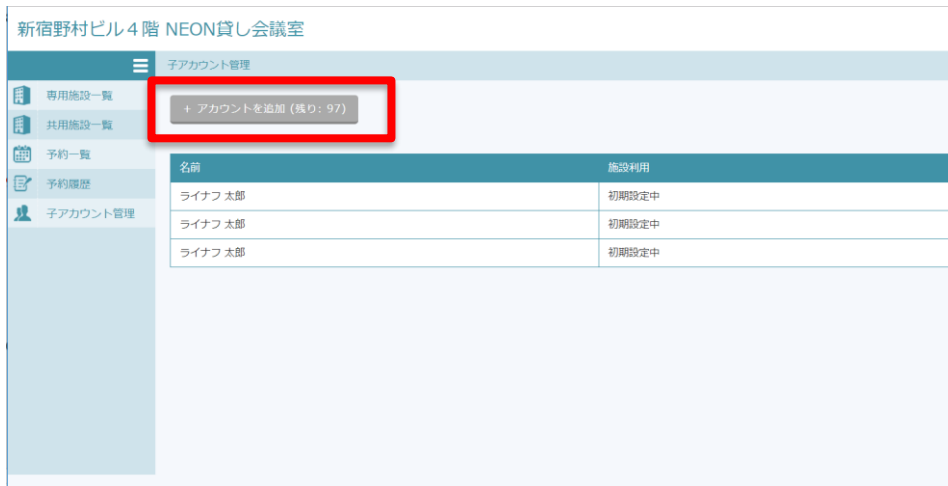 新宿野村ビル４階 NEON貸し会議室
子アカウント管理
専用施設一覧
共用施設一覧
予約一覧
予約履歴
子アカウント管理
+ アカウントを追加 (残り: 97)
名前 施設利用
ライナフ 太郎 初期設定中
ライナフ 太郎 初期設定中
ライナフ 太郎 初期設定中